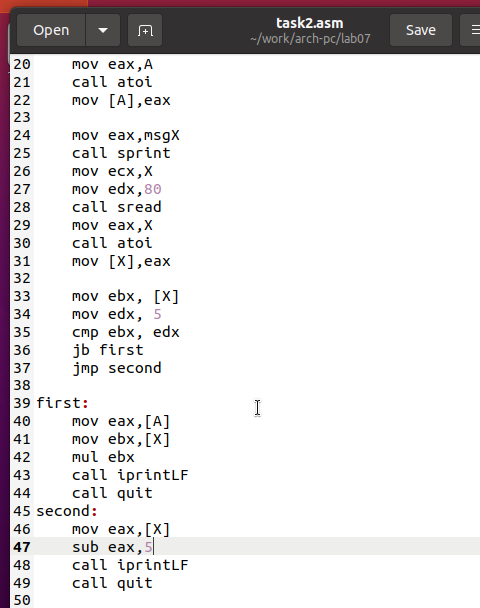 Open task2.asm Save
~/work/arch-pc/lab07
20 mov eax,A
21 call atoi
22 mov [A],eax
23
24 mov eax,msgX
25 call sprint
26 mov ecx,X
27 mov edx,80
28 call sread
29 mov eax,X
30 call atoi
31 mov [X],eax
32
33 mov ebx, [X]
34 mov edx, 5
35 cmp ebx, edx
36 jb first
37 jmp second
38
39 first:
40 mov eax,[A]
41 mov ebx,[X]
42 mul ebx
43 call iprintLF
44 call quit
45 second:
46 mov eax,[X]
47 sub eax,5
48 call iprintLF
49 call quit
50